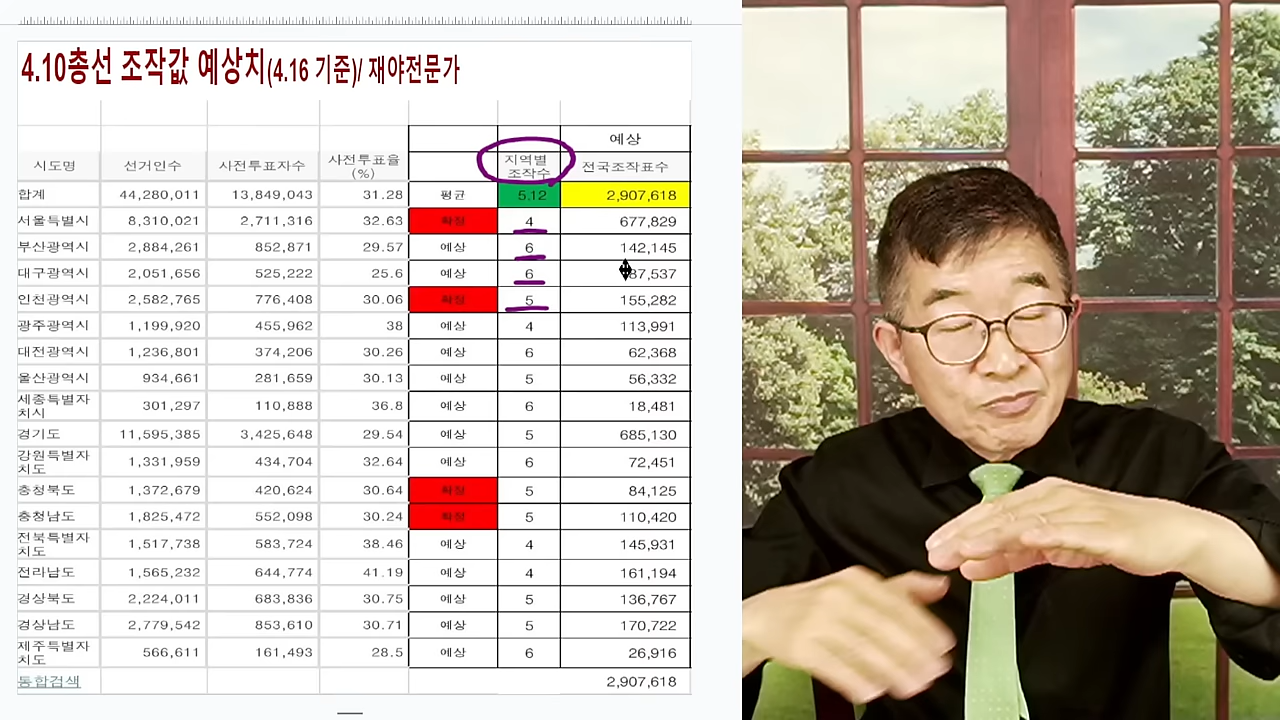 4.10총선 조작값 예상치(4.16 기준)/ 재야전문가
예상
시도명 선거인수 사전투표자수 사전투표율(%) 지역별 조작수 전국조작표수
합계 44,280,011 13,849,043 31.28 평균 5.12 2,907,618
서울특별시 8,310,021 2,711,316 32.63 확정 4 677,829
부산광역시 2,884,261 852,871 29.57 예상 6 142,145
대구광역시 2,051,656 525,222 25.6 예상 6 87,537
인천광역시 2,582,765 776,408 30.06 확정 5 155,282
광주광역시 1,199,920 455,962 38 예상 4 113,991
대전광역시 1,236,801 374,206 30.26 예상 6 62,368
울산광역시 934,661 281,659 30.13 예상 5 56,332
세종특별자치시 301,297 110,888 36.8 예상 6 18,481
경기도 11,595,385 3,425,648 29.54 예상 5 685,130
강원특별자치도 1,331,959 434,704 32.64 예상 6 72,451
충청북도 1,372,679 420,624 30.64 확정 5 84,125
충청남도 1,825,472 552,098 30.24 확정 5 110,420
전북특별자치도 1,517,738 583,724 38.46 예상 4 145,931
전라남도 1,565,232 644,774 41.19 예상 4 161,194
경상북도 2,224,011 683,836 30.75 예상 5 136,767
경상남도 2,779,542 853,610 30.71 예상 5 170,722
제주특별자치도 566,611 161,493 28.5 예상 6 26,916
통합검색 2,907,618